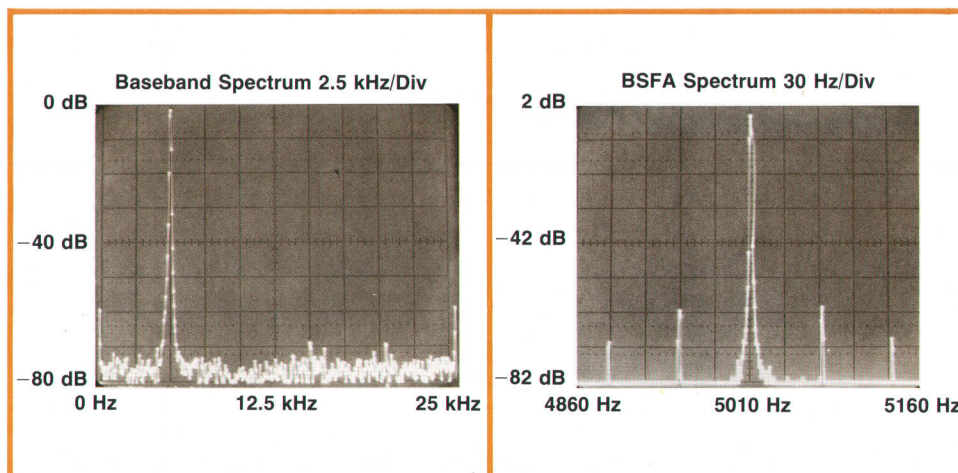 Baseband Spectrum 2.5 kHz/Div
0 dB
−40 dB
−80 dB
0 Hz 12.5 kHz 25 kHz
BSFA Spectrum 30 Hz/Div
2 dB
−42 dB
−82 dB
4860 Hz 5010 Hz 5160 Hz